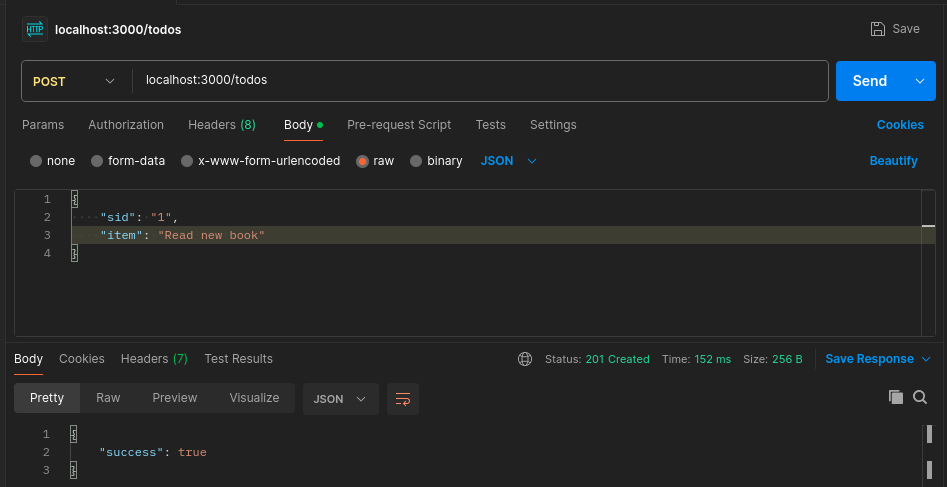 HTTP localhost:3000/todos Save
POST localhost:3000/todos Send
Params Authorization Headers (8) Body Pre-request Script Tests Settings Cookies
none form-data x-www-form-urlencoded raw binary JSON Beautify
1 {
2 "sid": "1",
3 "item": "Read new book"
4 }
Body Cookies Headers (7) Test Results Status: 201 Created Time: 152 ms Size: 256 B Save Response
Pretty Raw Preview Visualize JSON
1 {
2 "success": true
3 }